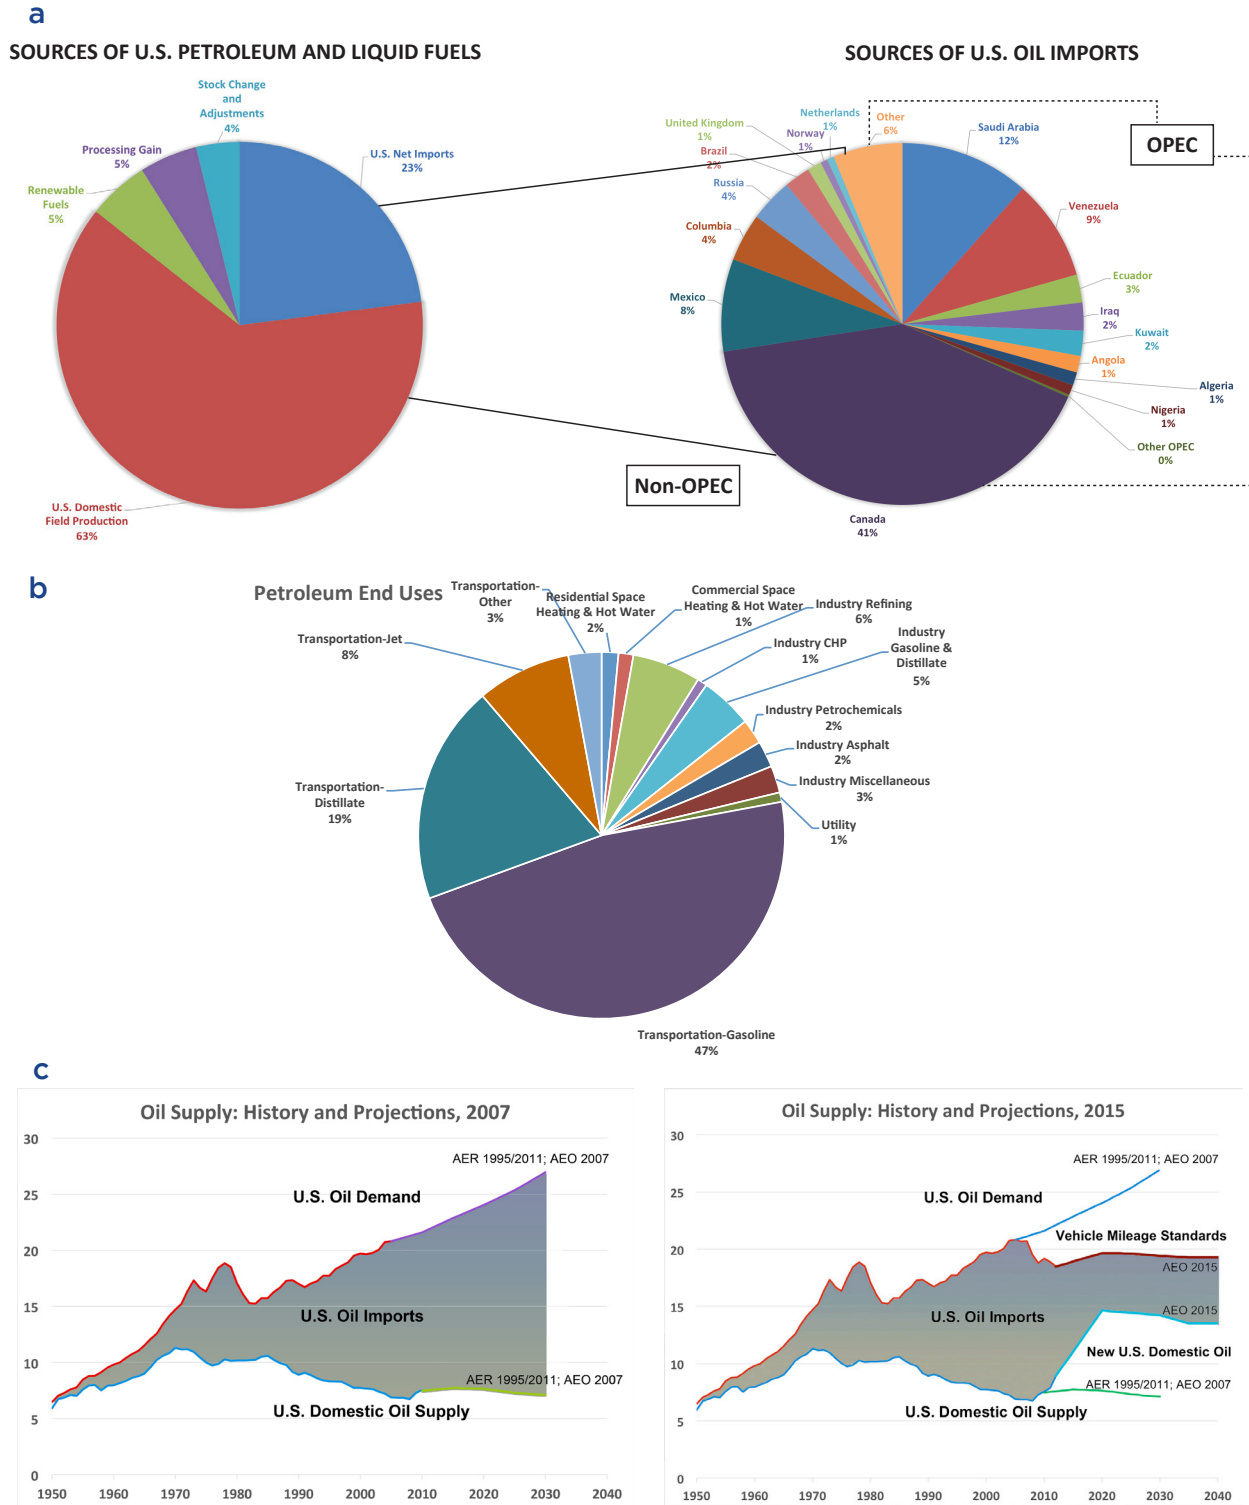 a
SOURCES OF U.S. PETROLEUM AND LIQUID FUELS
Stock Change
and
Adjustments
4%
Processing Gain
5%
Renewable
Fuels
5%
U.S. Net Imports
23%
U.S. Domestic
Field Production
63%
SOURCES OF U.S. OIL IMPORTS
OPEC
Non-OPEC
Netherlands
1%
Other
6%
United Kingdom
1%
Norway
1%
Brazil
2%
Russia
4%
Columbia
4%
Mexico
8%
Saudi Arabia
12%
Venezuela
9%
Ecuador
3%
Iraq
2%
Kuwait
2%
Angola
1%
Algeria
1%
Nigeria
1%
Other OPEC
0%
Canada
41%
b
Petroleum End Uses
Transportation-
Other
3%
Residential Space
Heating & Hot Water
2%
Commercial Space
Heating & Hot Water
1%
Industry Refining
6%
Industry CHP
1%
Industry
Gasoline &
Distillate
5%
Industry Petrochemicals
2%
Industry Asphalt
2%
Industry Miscellaneous
3%
Utility
1%
Transportation-Jet
8%
Transportation-
Distillate
19%
Transportation-Gasoline
47%
c
Oil Supply: History and Projections, 2007
30
25
20
15
10
5
0
AER 1995/2011; AEO 2007
U.S. Oil Demand
U.S. Oil Imports
AER 1995/2011; AEO 2007
U.S. Domestic Oil Supply
1950 1960 1970 1980 1990 2000 2010 2020 2030 2040
Oil Supply: History and Projections, 2015
30
25
20
15
10
5
0
AER 1995/2011; AEO 2007
U.S. Oil Demand
Vehicle Mileage Standards
AEO 2015
U.S. Oil Imports
AEO 2015
New U.S. Domestic Oil
AER 1995/2011; AEO 2007
U.S. Domestic Oil Supply
1950 1960 1970 1980 1990 2000 2010 2020 2030 2040